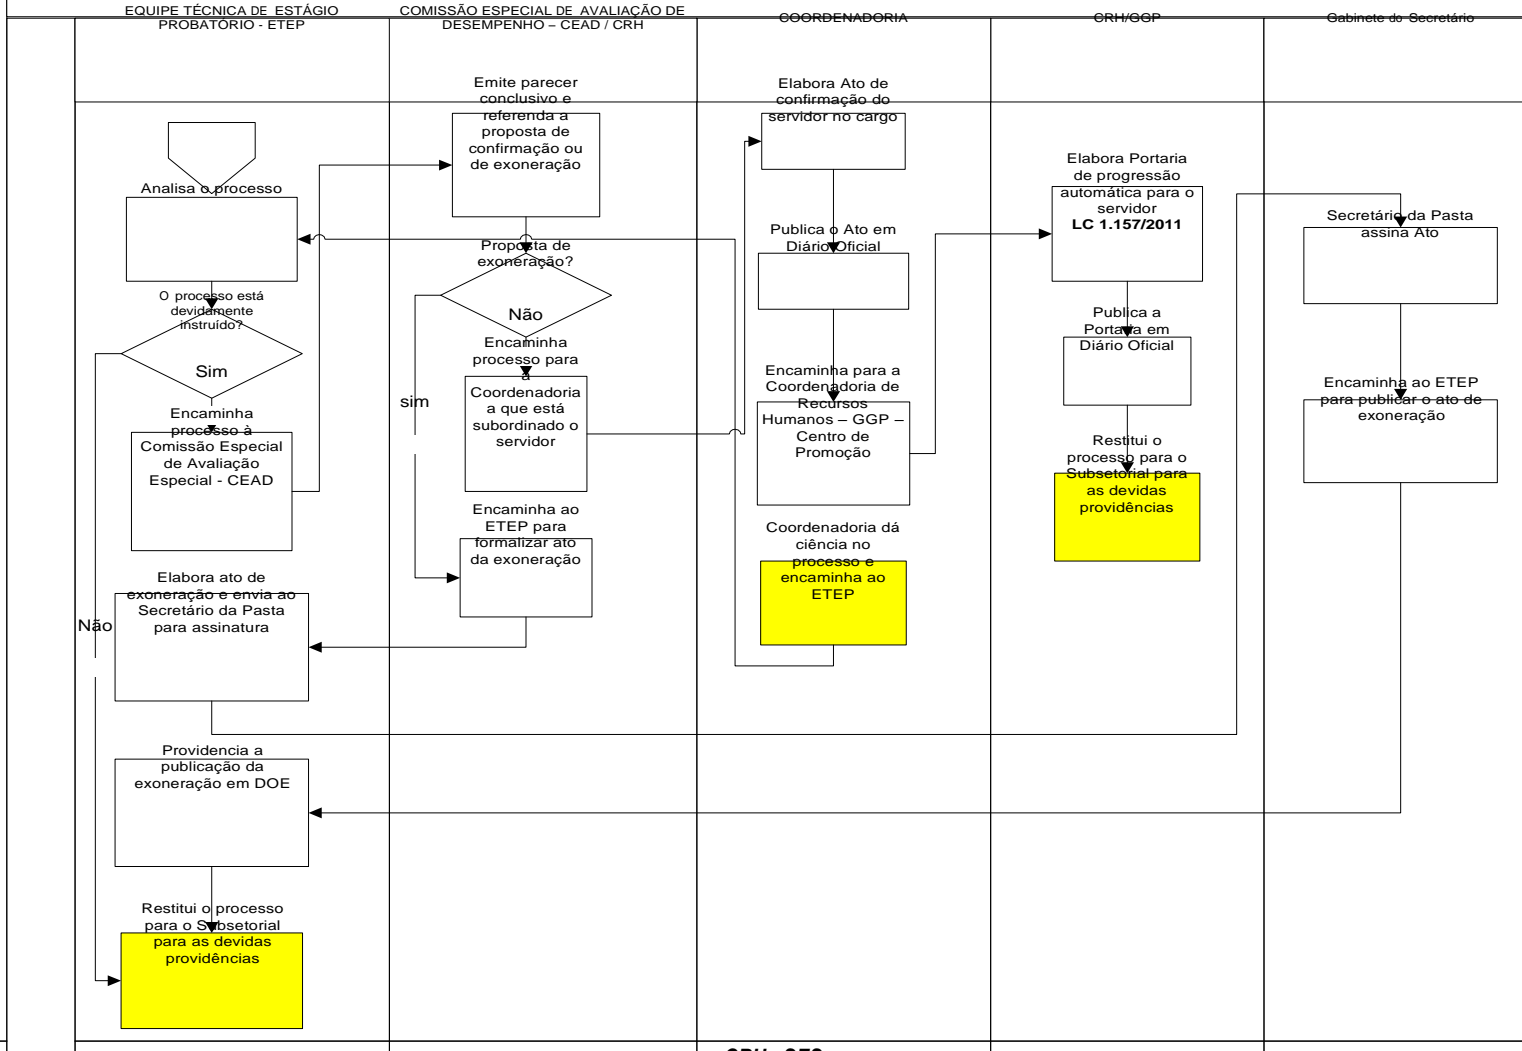 EQUIPE TÉCNICA DE ESTÁGIO
PROBATÓRIO - ETEP
COMISSÃO ESPECIAL DE AVALIAÇÃO DE
DESEMPENHO – CEAD / CRH
COORDENADORIA
CRH/GGP
Gabinete do Secretário
Analisa o processo
O processo está
devidamente
instruído?
Sim
Encaminha
processo à
Comissão Especial
de Avaliação
Especial - CEAD
Elabora ato de
exoneração e envia ao
Secretário da Pasta
para assinatura
Não
Providencia a
publicação da
exoneração em DOE
Restitui o processo
para o Subsetorial
para as devidas
providências
Emite parecer
conclusivo e
referenda a
proposta de
confirmação ou
de exoneração
Proposta de
exoneração?
Não
Encaminha
processo para
a
Coordenadoria
a que está
subordinado o
servidor
sim
Encaminha ao
ETEP para
formalizar ato
da exoneração
Elabora Ato de
confirmação do
servidor no cargo
Publica o Ato em
Diário Oficial
Encaminha para a
Coordenadoria de
Recursos
Humanos – GGP –
Centro de
Promoção
Coordenadoria dá
ciência no
processo e
encaminha ao
ETEP
Elabora Portaria
de progressão
automática para o
servidor
LC 1.157/2011
Publica a
Portaria em
Diário Oficial
Restitui o
processo para o
Subsetorial para
as devidas
providências
Secretário da Pasta
assina Ato
Encaminha ao ETEP
para publicar o ato de
exoneração